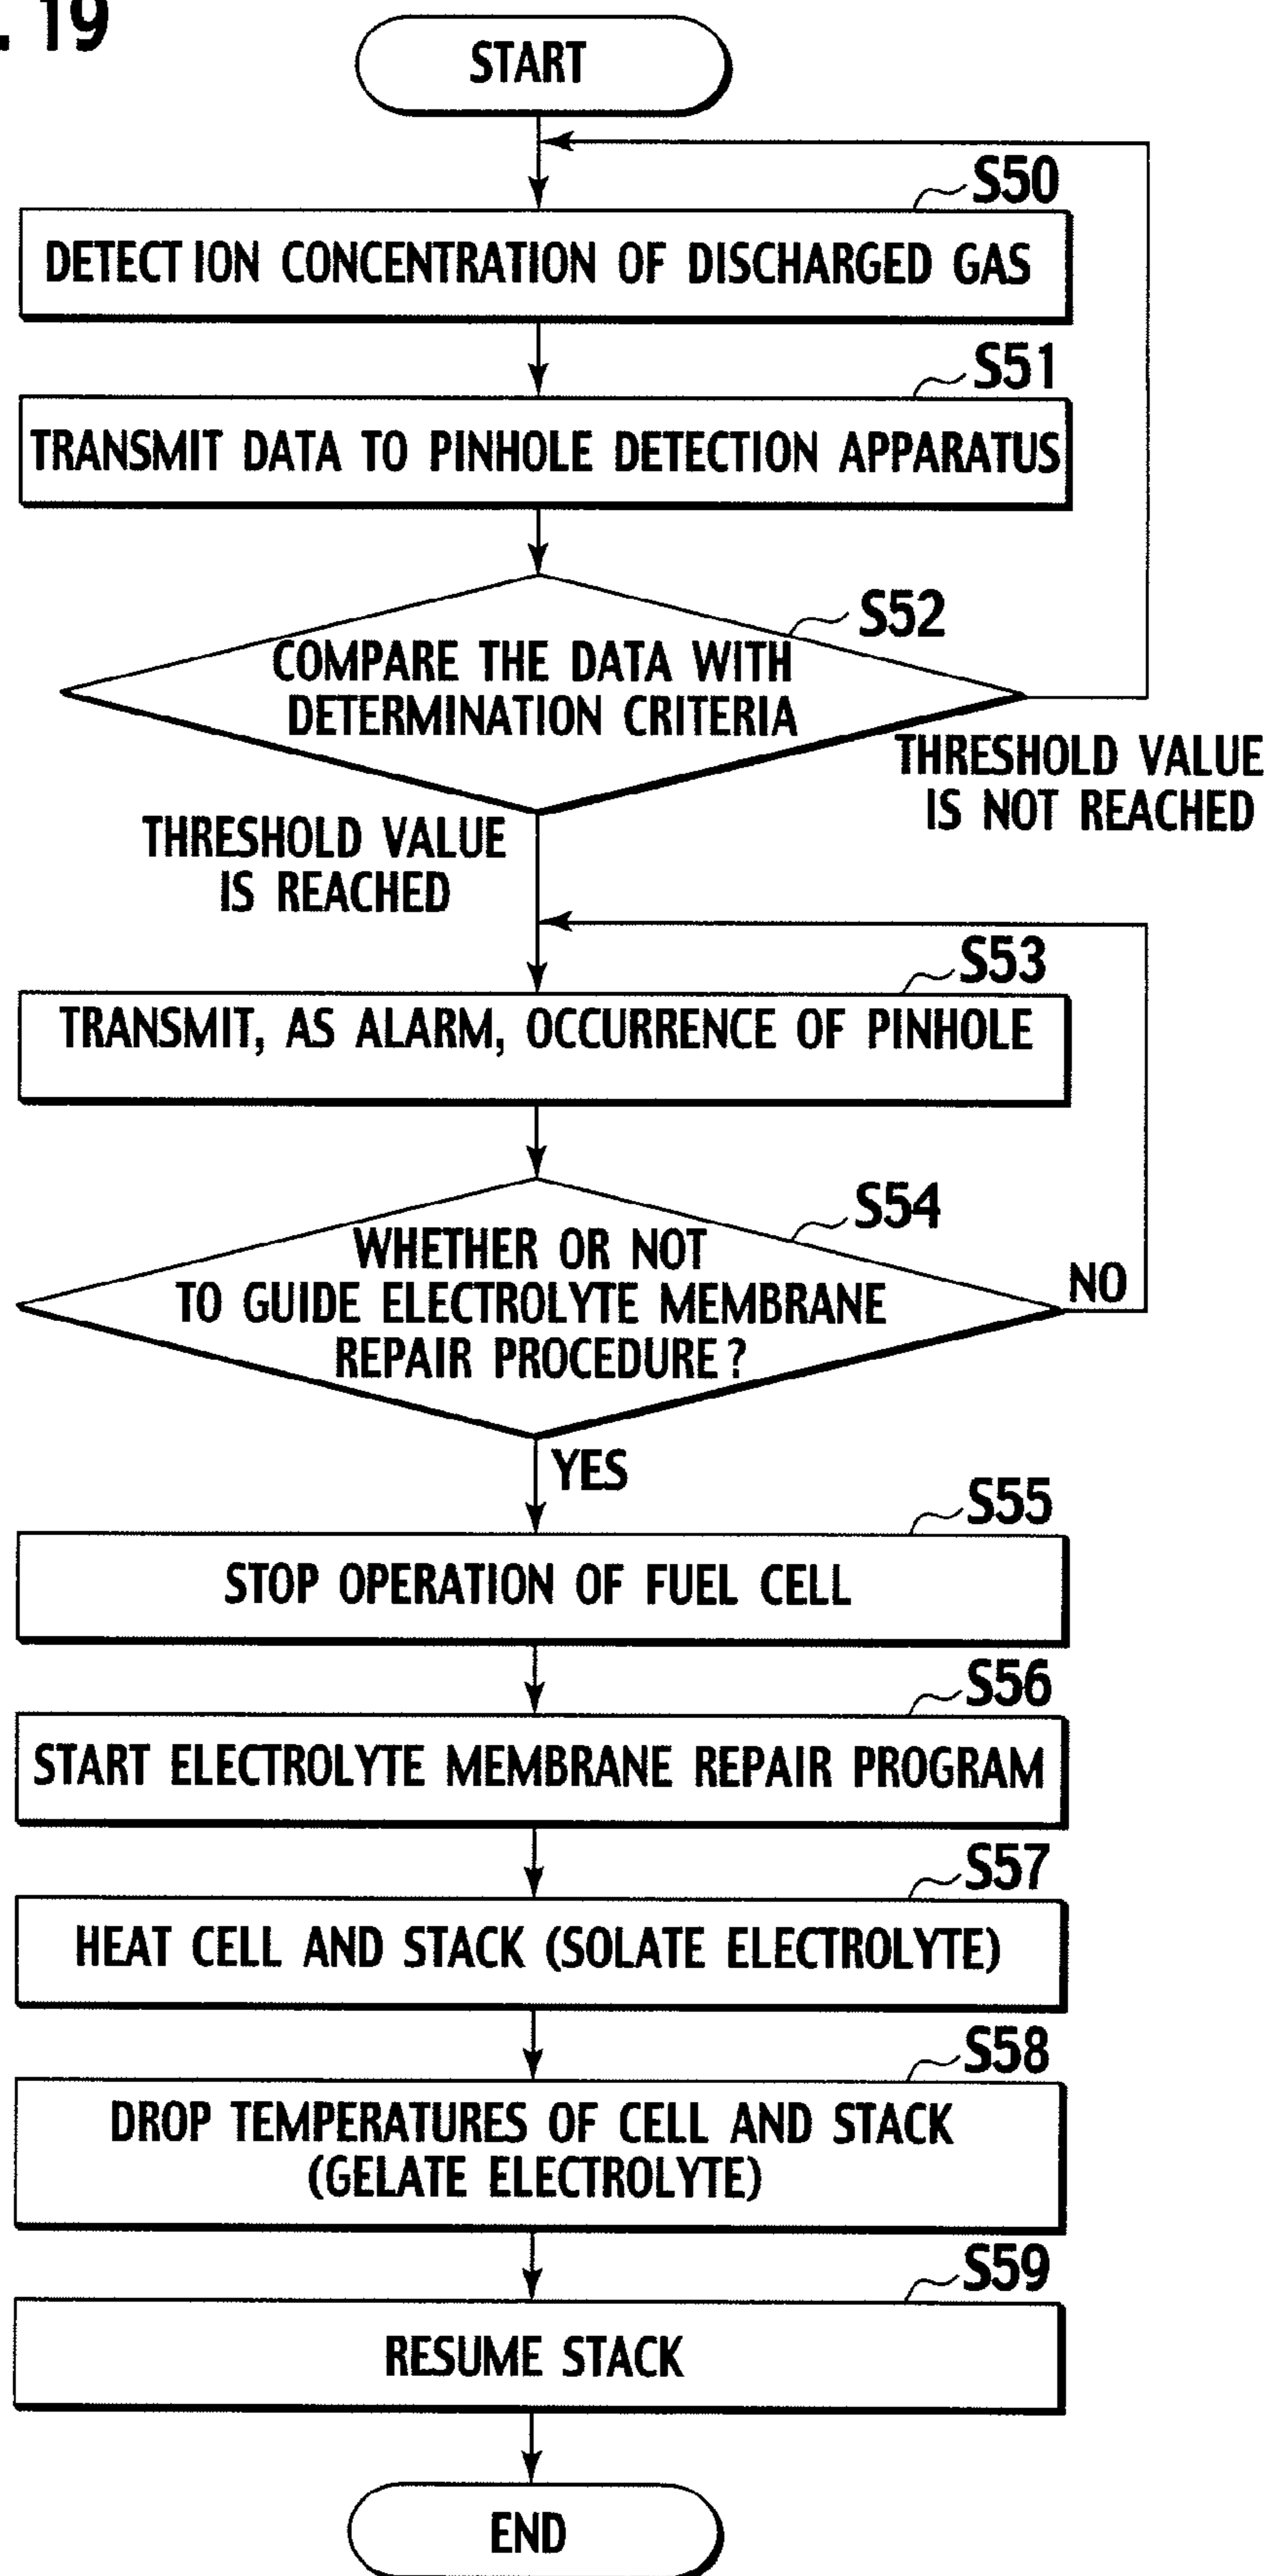 . 19
START
S50
DETECT ION CONCENTRATION OF DISCHARGED GAS
S51
TRANSMIT DATA TO PINHOLE DETECTION APPARATUS
S52
COMPARE THE DATA WITH
DETERMINATION CRITERIA
THRESHOLD VALUE
IS NOT REACHED
THRESHOLD VALUE
IS REACHED
S53
TRANSMIT, AS ALARM, OCCURRENCE OF PINHOLE
S54
WHETHER OR NOT
TO GUIDE ELECTROLYTE MEMBRANE
REPAIR PROCEDURE?
NO
YES
S55
STOP OPERATION OF FUEL CELL
S56
START ELECTROLYTE MEMBRANE REPAIR PROGRAM
S57
HEAT CELL AND STACK (SOLATE ELECTROLYTE)
S58
DROP TEMPERATURES OF CELL AND STACK
(GELATE ELECTROLYTE)
S59
RESUME STACK
END